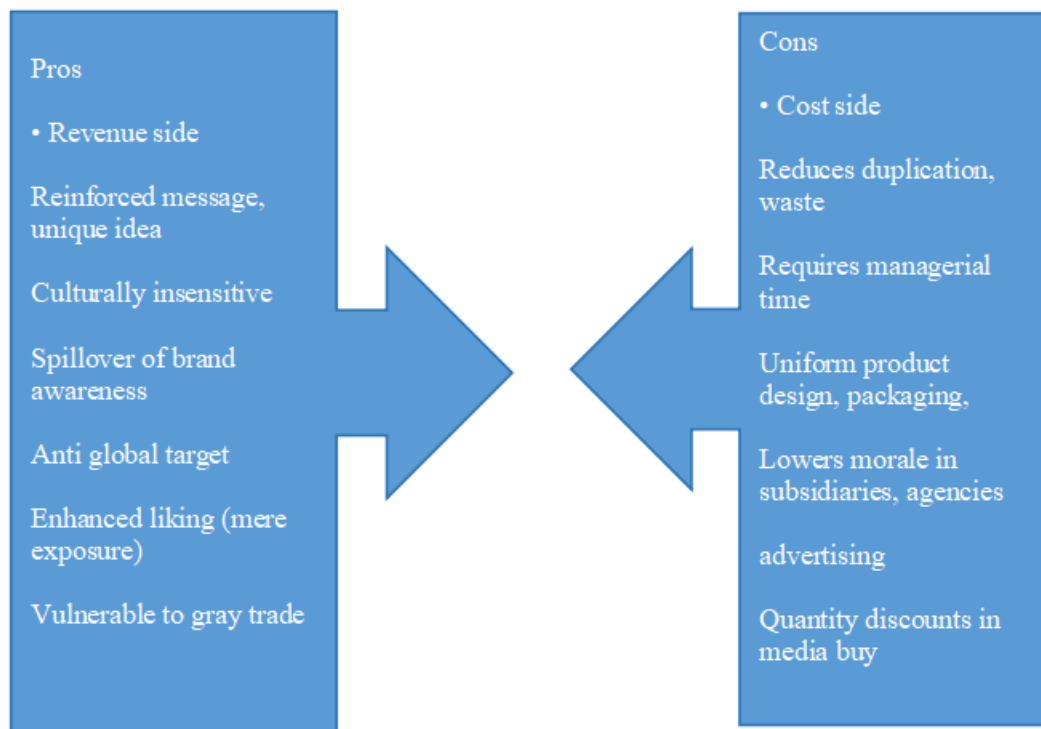 Pros
• Revenue side
Reinforced message,
unique idea
Culturally insensitive
Spillover of brand
awareness
Anti global target
Enhanced liking (mere
exposure)
Vulnerable to gray trade
Cons
• Cost side
Reduces duplication,
waste
Requires managerial
time
Uniform product
design, packaging,
Lowers morale in
subsidiaries, agencies
advertising
Quantity discounts in
media buy